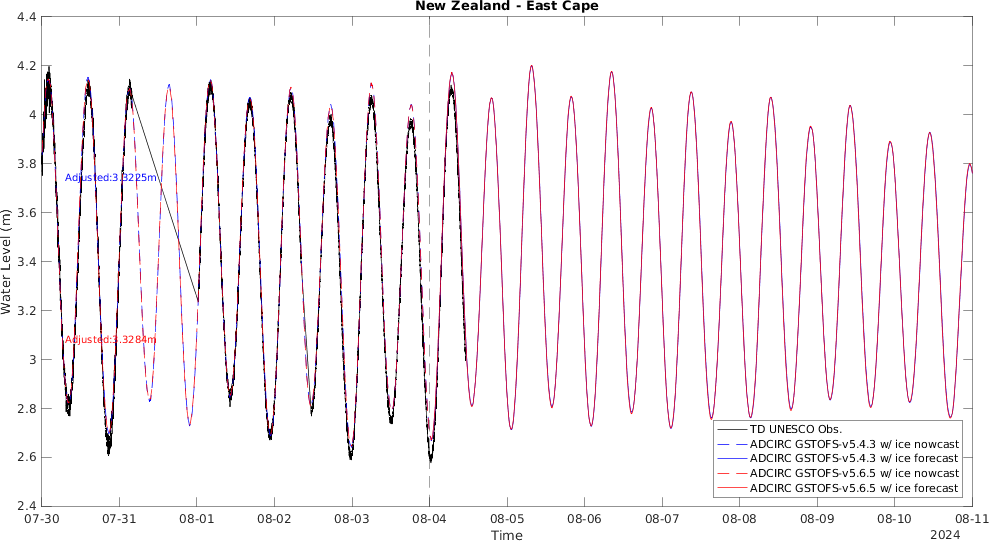 New Zealand - East Cape
4.4
4.2
4
3.8
3.6
3.4
3.2
3
2.8
2.6
2.4
Water Level (m)
Adjusted:3.3225m
Adjusted:3.3284m
TD UNESCO Obs.
ADCIRC GSTOFS-v5.4.3 w/ ice nowcast
ADCIRC GSTOFS-v5.4.3 w/ ice forecast
ADCIRC GSTOFS-v5.6.5 w/ ice nowcast
ADCIRC GSTOFS-v5.6.5 w/ ice forecast
07-30 07-31 08-01 08-02 08-03 08-04 08-05 08-06 08-07 08-08 08-09 08-10 08-11
Time
2024